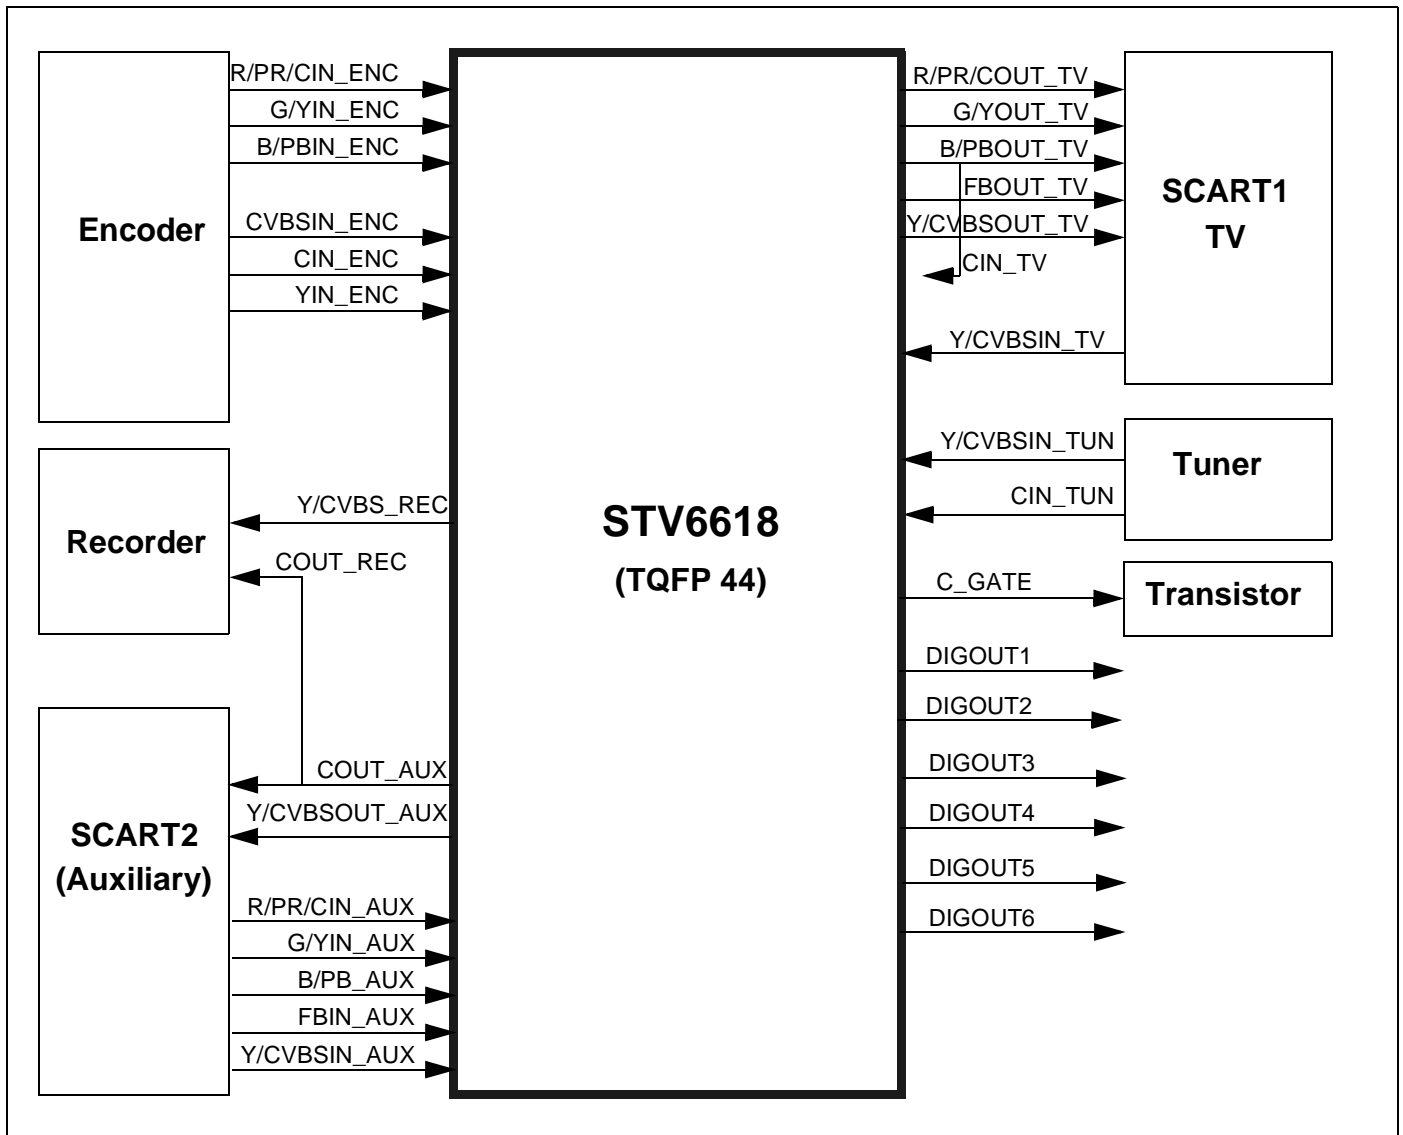 Encoder
R/PR/CIN_ENC
G/YIN_ENC
B/PBIN_ENC
CVBSIN_ENC
CIN_ENC
YIN_ENC
Recorder
Y/CVBS_REC
COUT_REC
SCART2
(Auxiliary)
COUT_AUX
Y/CVBSOUT_AUX
R/PR/CIN_AUX
G/YIN_AUX
B/PB_AUX
FBIN_AUX
Y/CVBSIN_AUX
STV6618
(TQFP 44)
R/PR/COUT_TV
G/YOUT_TV
B/PBOUT_TV
FBOUT_TV
Y/CVBSOUT_TV
CIN_TV
Y/CVBSIN_TV
SCART1
TV
Y/CVBSIN_TUN
CIN_TUN
Tuner
C_GATE
Transistor
DIGOUT1
DIGOUT2
DIGOUT3
DIGOUT4
DIGOUT5
DIGOUT6